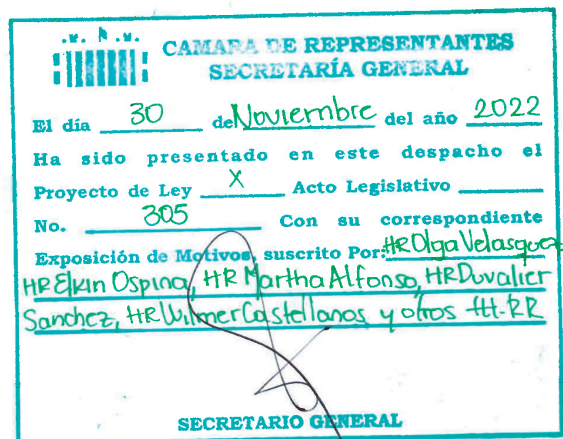 CAMARA DE REPRESENTANTES
SECRETARÍA GENERAL
El día 30 de Noviembre del año 2022
Ha sido presentado en este despacho el
Proyecto de Ley X Acto Legislativo
No. 305 Con su correspondiente
Exposición de Motivos, suscrito Por: HR Olga Velasquez
HR Elkin Ospina, HR Martha Alfonso, HR Duvalier
Sanchez, HR Wilmer Castellanos y otros HH.RR
SECRETARIO GENERAL